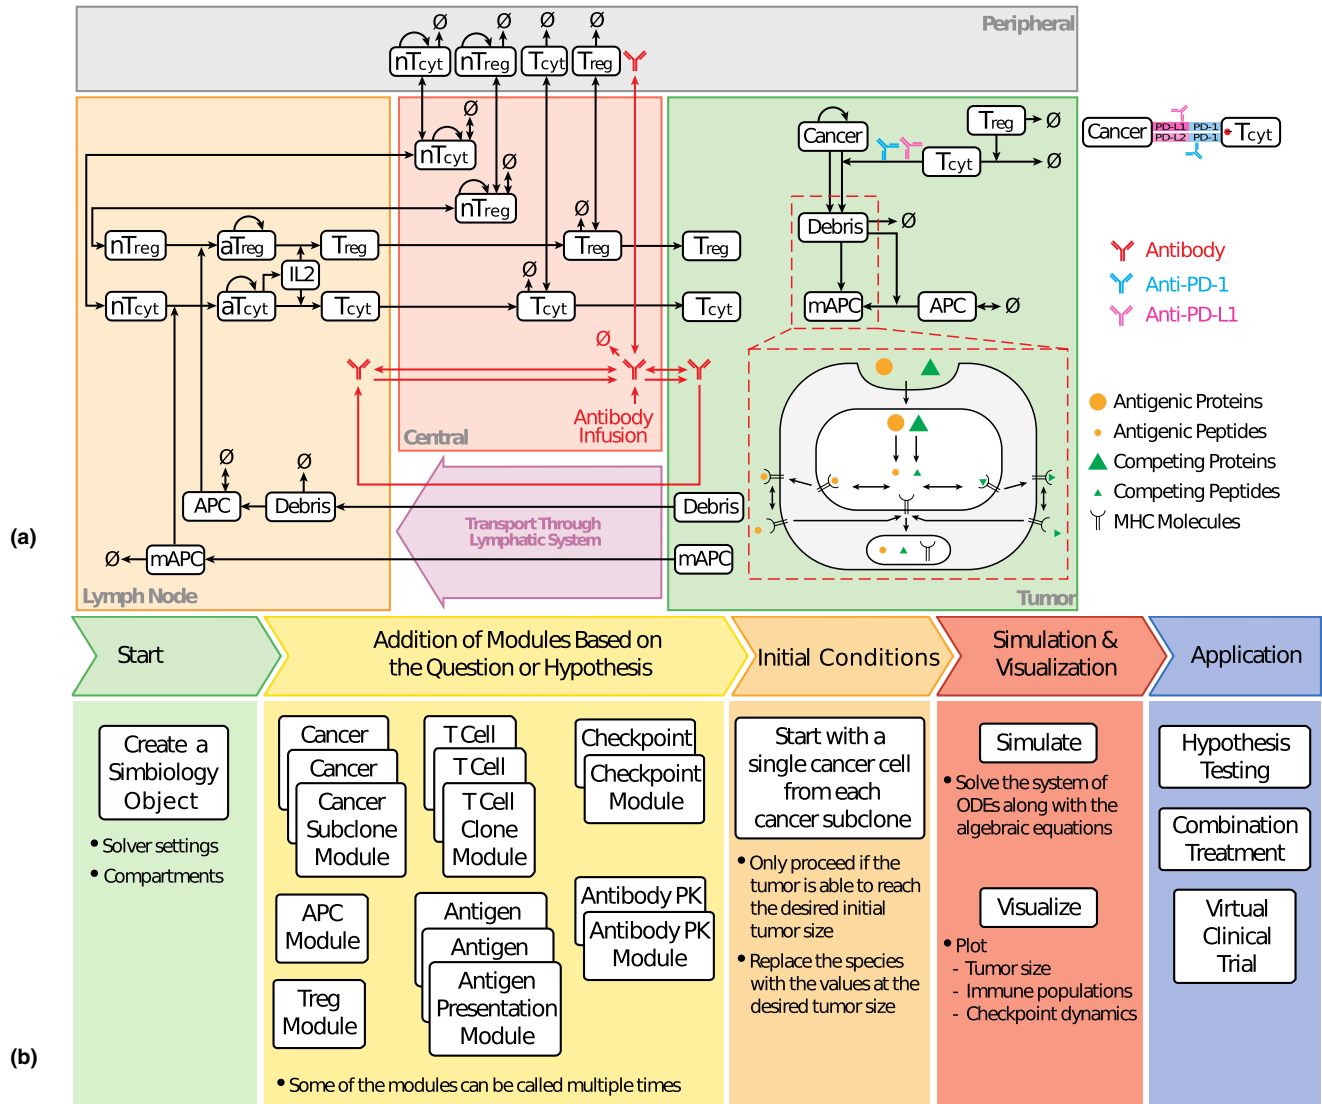 Peripheral
Ø Ø Ø Ø
nTcyt nTreg Tcyt Treg
Ø
nTcyt
Ø
nTreg
nTreg aTreg Treg
Ø
Treg
Treg
IL2
nTcyt aTcyt Tcyt
Ø
Tcyt
Tcyt
Ø
Antibody
Infusion
Central
Ø Ø
APC Debris
Debris
Transport Through
Lymphatic System
Ø mAPC
mAPC
Lymph Node
Cancer
Treg Ø
Tcyt Ø
Debris Ø
mAPC APC Ø
Tumor
Cancer PD-L1 PD-1 Tcyt
PD-L2 PD-1
Antibody
Anti-PD-1
Anti-PD-L1
Antigenic Proteins
Antigenic Peptides
Competing Proteins
Competing Peptides
MHC Molecules
(a)
Start
Addition of Modules Based on
the Question or Hypothesis
Initial Conditions
Simulation &
Visualization
Application
Create a
Simbiology
Object
• Solver settings
• Compartments
Cancer
Cancer
Cancer
Subclone
Module
T Cell
T Cell
T Cell
Clone
Module
Checkpoint
Checkpoint
Module
APC
Module
Antigen
Antigen
Antigen
Presentation
Module
Antibody PK
Antibody PK
Module
Treg
Module
• Some of the modules can be called multiple times
Start with a
single cancer cell
from each
cancer subclone
• Only proceed if the
tumor is able to reach
the desired initial
tumor size
• Replace the species
with the values at the
desired tumor size
Simulate
• Solve the system of
ODEs along with the
algebraic equations
Visualize
• Plot
- Tumor size
- Immune populations
- Checkpoint dynamics
Hypothesis
Testing
Combination
Treatment
Virtual
Clinical
Trial
(b)